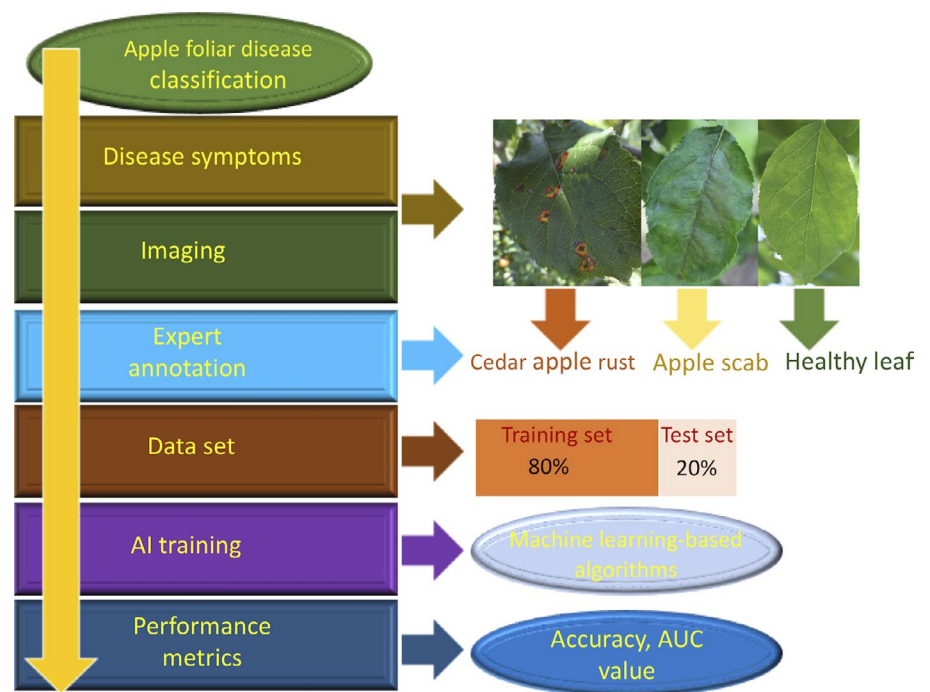 Apple foliar disease
classification
Disease symptoms
Imaging
Expert
annotation
Cedar apple rust
Apple scab
Healthy leaf
Data set
Training set
80%
Test set
20%
AI training
Machine learning-based
algorithms
Performance
metrics
Accuracy, AUC
value